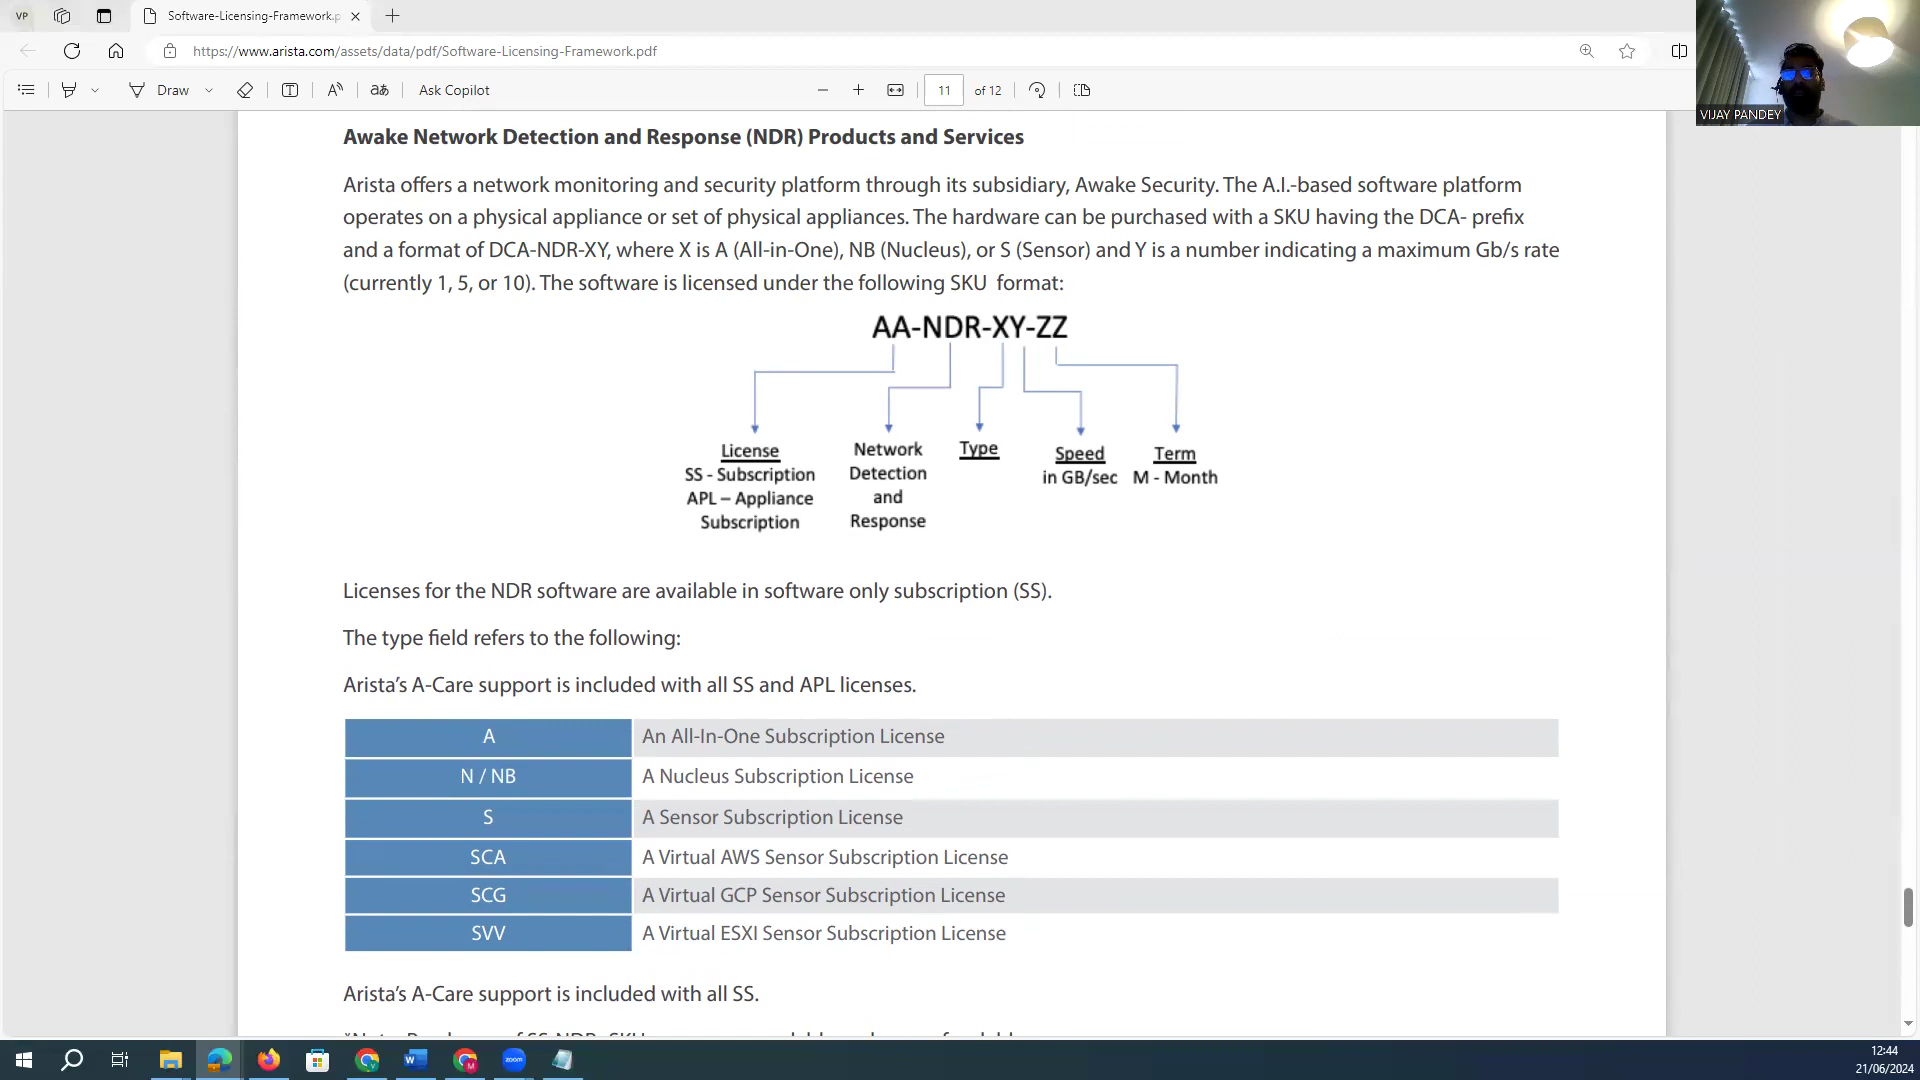 VP
Software-Licensing-Framework.p
https://www.arista.com/assets/data/pdf/Software-Licensing-Framework.pdf
Draw
Ask Copilot
11
of 12
VIJAY PANDEY
Awake Network Detection and Response (NDR) Products and Services
Arista offers a network monitoring and security platform through its subsidiary, Awake Security. The A.I.-based software platform
operates on a physical appliance or set of physical appliances. The hardware can be purchased with a SKU having the DCA- prefix
and a format of DCA-NDR-XY, where X is A (All-in-One), NB (Nucleus), or S (Sensor) and Y is a number indicating a maximum Gb/s rate
(currently 1, 5, or 10). The software is licensed under the following SKU format:
AA-NDR-XY-ZZ
License
SS - Subscription
APL – Appliance
Subscription
Network
Detection
and
Response
Type
Speed
in GB/sec
Term
M - Month
Licenses for the NDR software are available in software only subscription (SS).
The type field refers to the following:
Arista’s A-Care support is included with all SS and APL licenses.
A An All-In-One Subscription License
N / NB A Nucleus Subscription License
S A Sensor Subscription License
SCA A Virtual AWS Sensor Subscription License
SCG A Virtual GCP Sensor Subscription License
SVV A Virtual ESXI Sensor Subscription License
Arista’s A-Care support is included with all SS.
zoom
12:44
21/06/2024